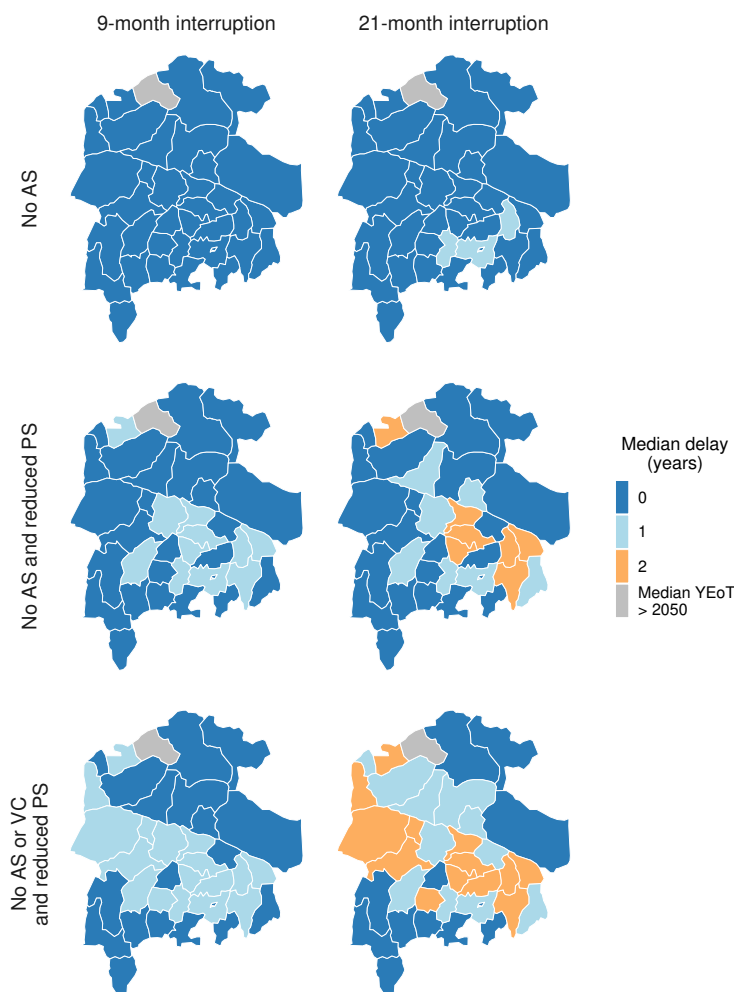 9-month interruption
21-month interruption
No AS
No AS and reduced PS
No AS or VC
and reduced PS
Median delay
(years)
0
1
2
Median YEoT
> 2050